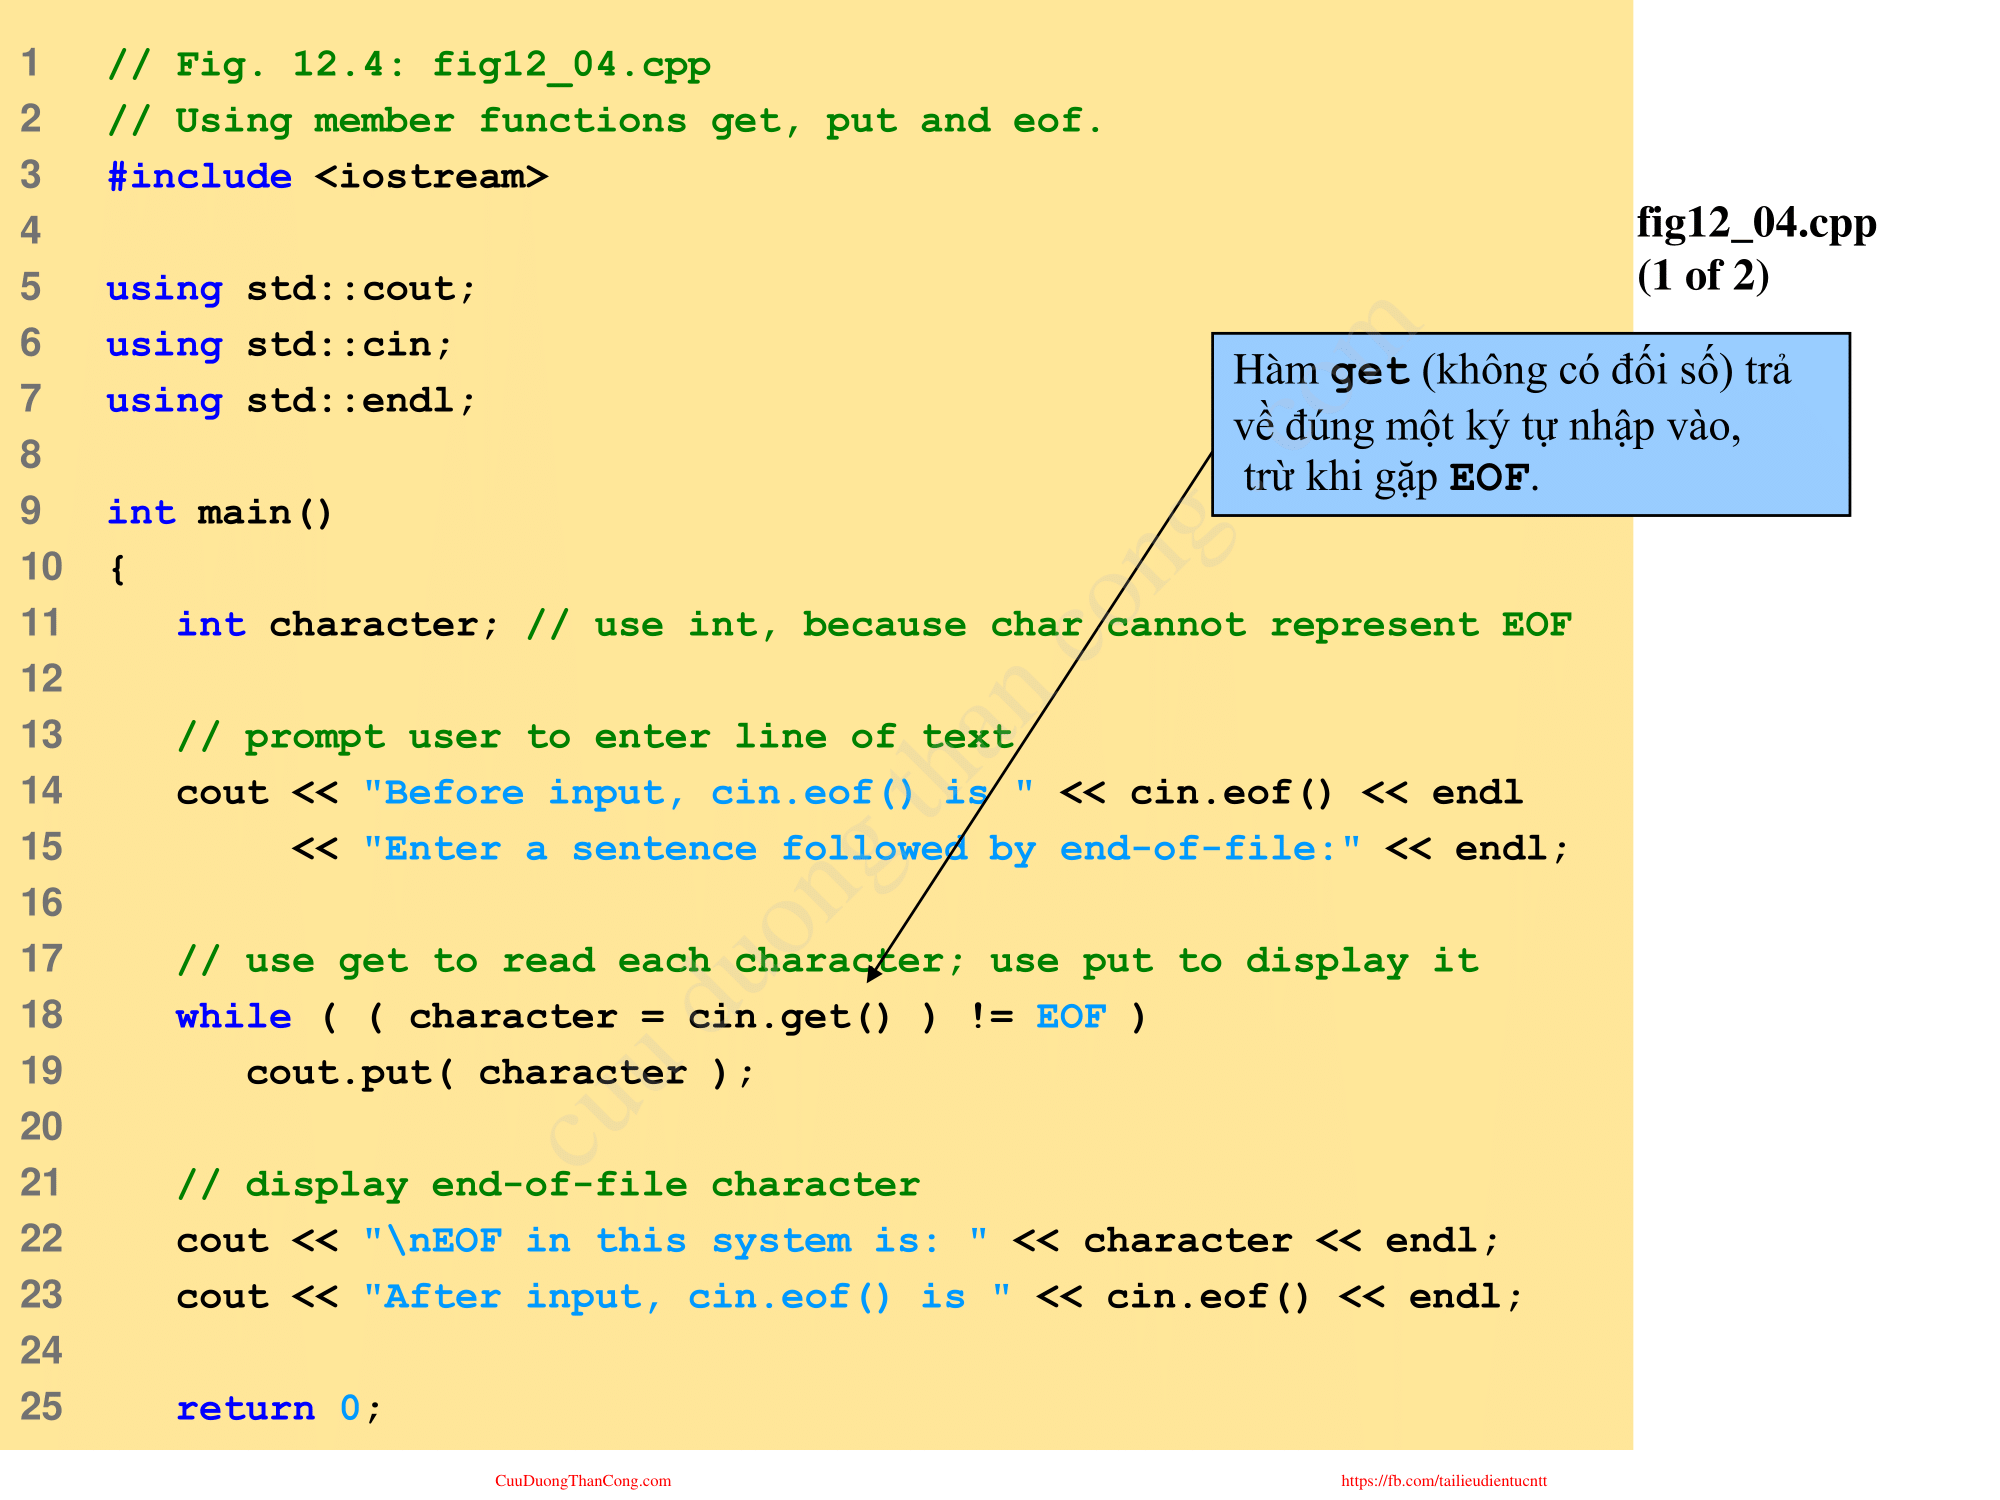 1 // Fig. 12.4: fig12_04.cpp
2 // Using member functions get, put and eof.
3 #include <iostream>
4
5 using std::cout;
6 using std::cin;
7 using std::endl;
8
9 int main()
10 {
11    int character; // use int, because char cannot represent EOF
12
13    // prompt user to enter line of text
14    cout << "Before input, cin.eof() is " << cin.eof() << endl
15         << "Enter a sentence followed by end-of-file:" << endl;
16
17    // use get to read each character; use put to display it
18    while ( ( character = cin.get() ) != EOF )
19       cout.put( character );
20
21    // display end-of-file character
22    cout << "\nEOF in this system is: " << character << endl;
23    cout << "After input, cin.eof() is " << cin.eof() << endl;
24
25    return 0;
fig12_04.cpp
(1 of 2)
Hàm get (không có đối số) trả
về đúng một ký tự nhập vào,
trừ khi gặp EOF.
cuu duong than cong . com
CuuDuongThanCong.com
https://fb.com/tailieudientucntt